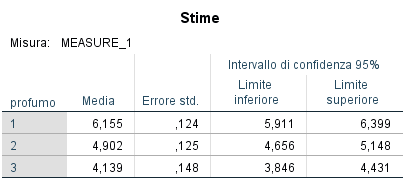 Stime
Misura: MEASURE_1
Intervallo di confidenza 95%
profumo Media Errore std. Limite inferiore Limite superiore
1 6,155 ,124 5,911 6,399
2 4,902 ,125 4,656 5,148
3 4,139 ,148 3,846 4,431